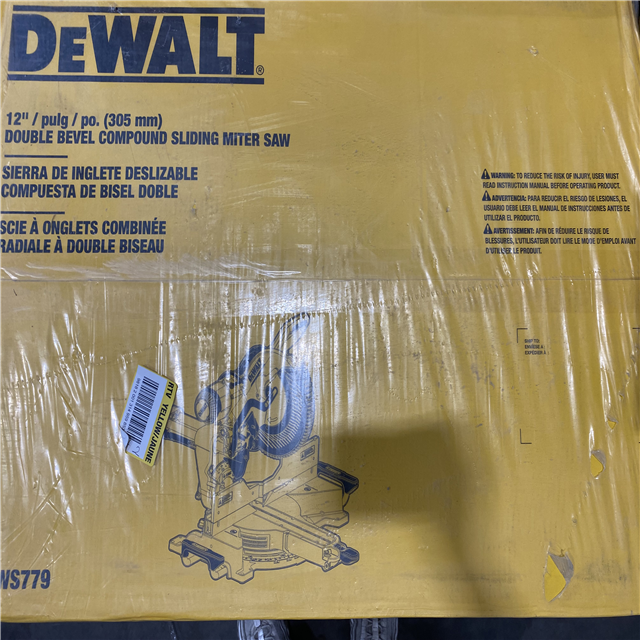 DEWALT®
12" / pulg / po. (305 mm)
DOUBLE BEVEL COMPOUND SLIDING MITER SAW
SIERRA DE INGLETE DESLIZABLE
COMPUESTA DE BISEL DOBLE
SCIE À ONGLETS COMBINÉE
RADIALE À DOUBLE BISEAU
WARNING: TO REDUCE THE RISK OF INJURY, USER MUST
READ INSTRUCTION MANUAL BEFORE OPERATING PRODUCT.
ADVERTENCIA: PARA REDUCIR EL RIESGO DE LESIONES, EL
USUARIO DEBE LEER EL MANUAL DE INSTRUCCIONES ANTES DE
UTILIZAR EL PRODUCTO.
AVERTISSEMENT: AFIN DE RÉDUIRE LE RISQUE DE
BLESSURES, L'UTILISATEUR DOIT LIRE LE MODE D'EMPLOI AVANT
D'UTILISER LE PRODUIT.
SHIP TO:
ENVÍE A:
EXPÉDIER À:
RTV YELLOW/JAUNE
WS779